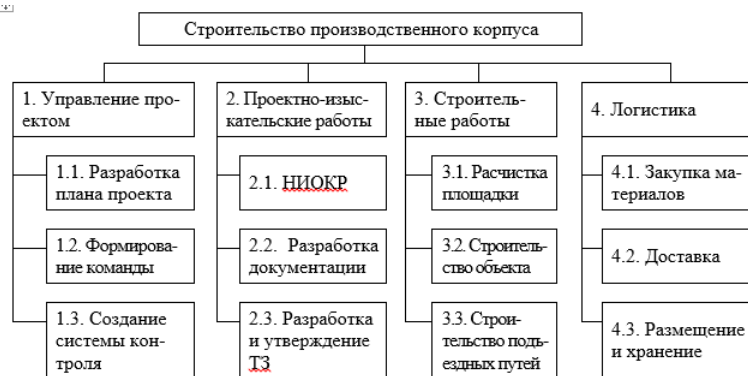 Строительство производственного корпуса
1. Управление про-
ектом
1.1. Разработка
плана проекта
1.2. Формирова-
ние команды
1.3. Создание
системы кон-
троля
2. Проектно-изыс-
кательские работы
2.1. НИОКР
2.2. Разработка
документации
2.3. Разработка
и утверждение
ТЗ
3. Строитель-
ные работы
3.1. Расчистка
площадки
3.2. Строитель-
ство объекта
3.3. Строи-
тельство подъ-
ездных путей
4. Логистика
4.1. Закупка ма-
териалов
4.2. Доставка
4.3. Размещение
и хранение